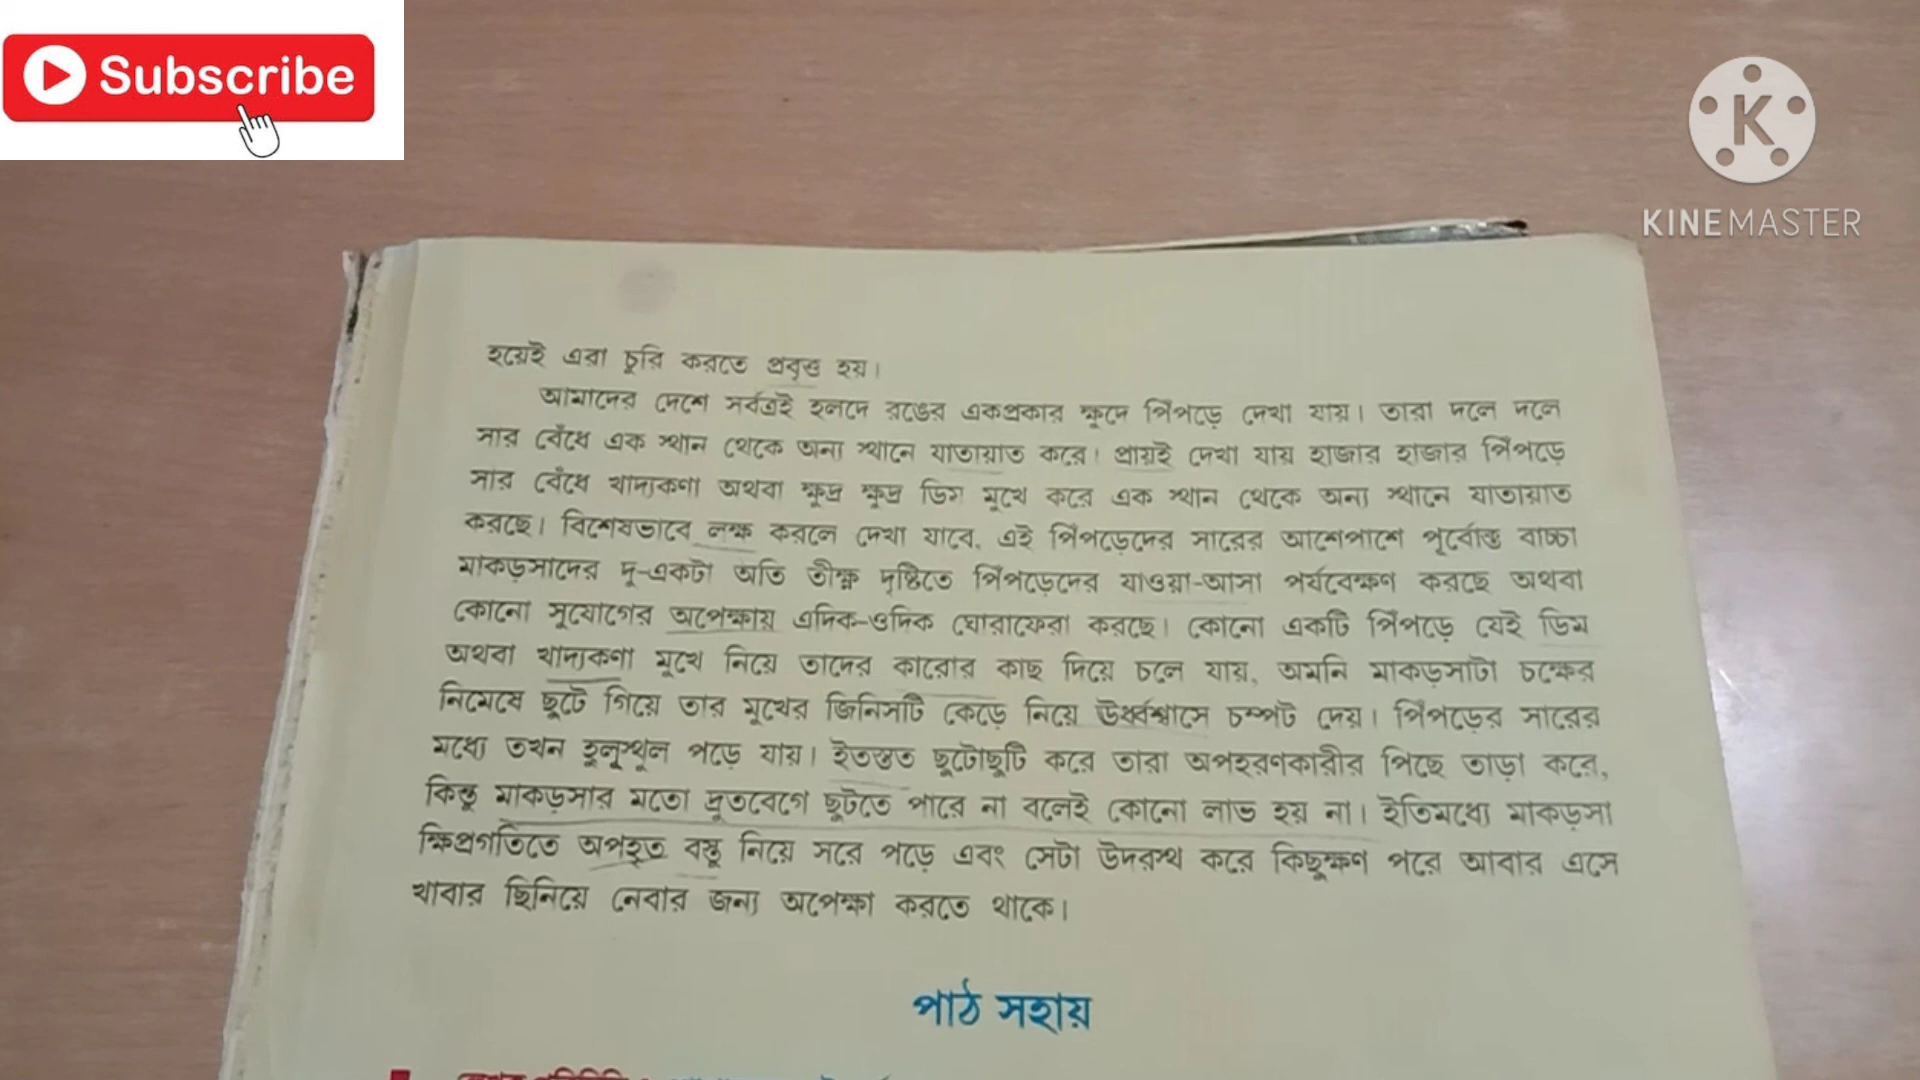 Subscribe
K
KINEMASTER
হয়েই এরা চুরি করতে প্রবৃত্ত হয়।
আমাদের দেশে সর্বত্রই হলদে রঙের একপ্রকার ক্ষুদে পিঁপড়ে দেখা যায়। তারা দলে দলে
সার বেঁধে এক স্থান থেকে অন্য স্থানে যাতায়াত করে। প্রায়ই দেখা যায় হাজার হাজার পিঁপড়ে
সার বেঁধে খাদ্যকণা অথবা ক্ষুদ্র ক্ষুদ্র ডিম মুখে করে এক স্থান থেকে অন্য স্থানে যাতায়াত
করছে। বিশেষভাবে লক্ষ করলে দেখা যাবে, এই পিঁপড়েদের সারের আশেপাশে পূর্বোক্ত বাচ্চা
মাকড়সাদের দু-একটা অতি তীক্ষ্ণ দৃষ্টিতে পিঁপড়েদের যাওয়া-আসা পর্যবেক্ষণ করছে অথবা
কোনো সুযোগের অপেক্ষায় এদিক-ওদিক ঘোরাফেরা করছে। কোনো একটি পিঁপড়ে যেই ডিম
অথবা খাদ্যকণা মুখে নিয়ে তাদের কারোর কাছ দিয়ে চলে যায়, অমনি মাকড়সাটা চক্ষের
নিমেষে ছুটে গিয়ে তার মুখের জিনিসটি কেড়ে নিয়ে ঊর্ধ্বশ্বাসে চম্পট দেয়। পিঁপড়ের সারের
মধ্যে তখন হুলুস্থুল পড়ে যায়। ইতস্তত ছুটোছুটি করে তারা অপহরণকারীর পিছে তাড়া করে,
কিন্তু মাকড়সার মতো দ্রুতবেগে ছুটতে পারে না বলেই কোনো লাভ হয় না। ইতিমধ্যে মাকড়সা
ক্ষিপ্রগতিতে অপহৃত বস্তু নিয়ে সরে পড়ে এবং সেটা উদরস্থ করে কিছুক্ষণ পরে আবার এসে
খাবার ছিনিয়ে নেবার জন্য অপেক্ষা করতে থাকে।
পাঠ সহায়